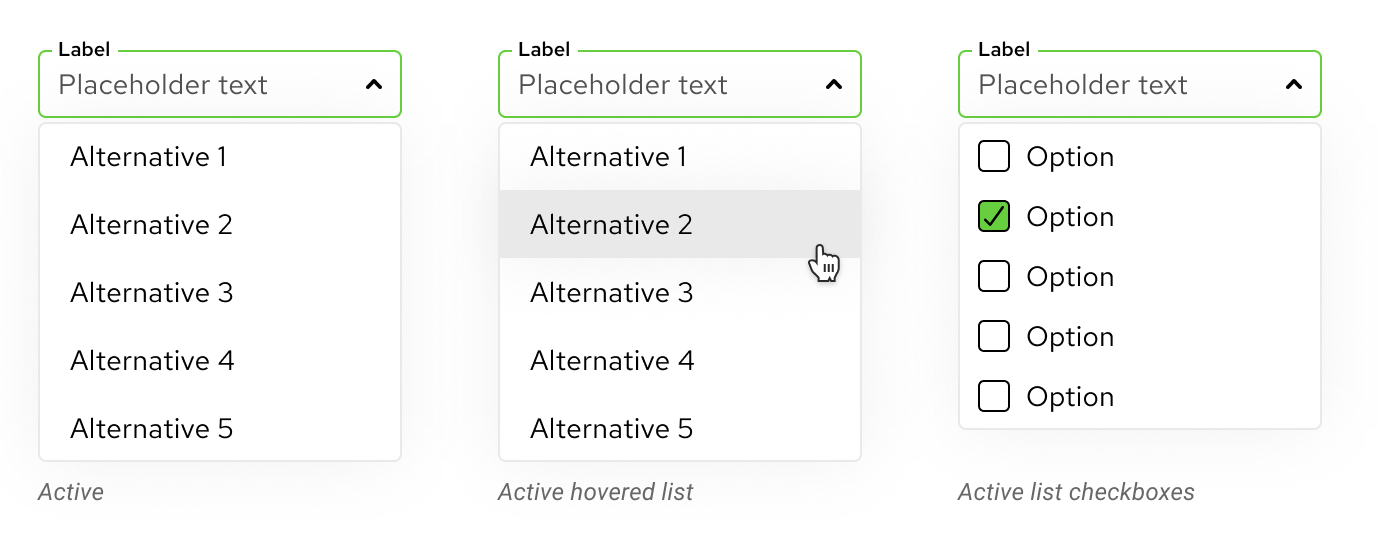 Label
Placeholder text
Alternative 1
Alternative 2
Alternative 3
Alternative 4
Alternative 5
Active
Label
Placeholder text
Alternative 1
Alternative 2
Alternative 3
Alternative 4
Alternative 5
Active hovered list
Label
Placeholder text
Option
Option
Option
Option
Option
Active list checkboxes